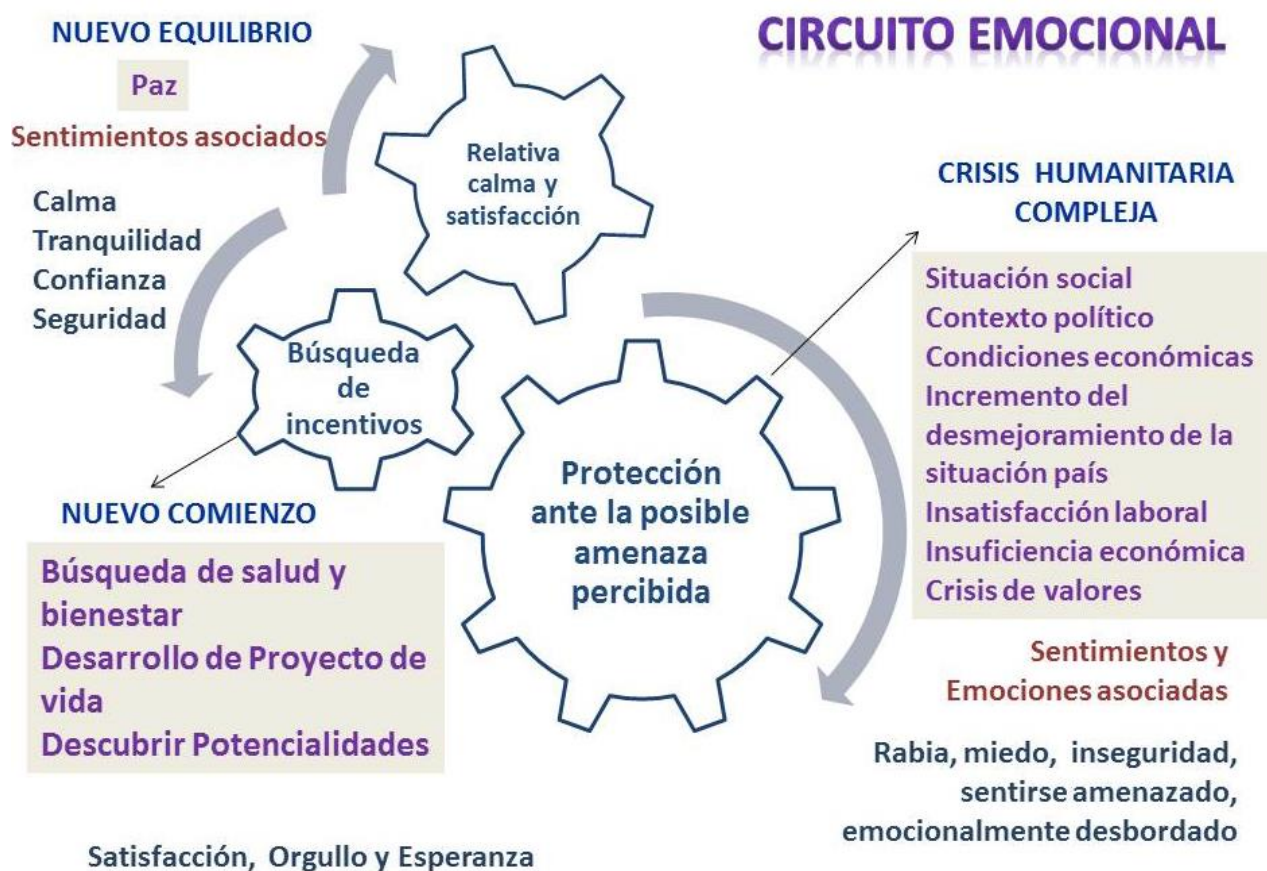 CIRCUITO EMOCIONAL
NUEVO EQUILIBRIO
Paz
Sentimientos asociados
Calma
Tranquilidad
Confianza
Seguridad
Relativa
calma y
satisfacción
CRISIS HUMANITARIA
COMPLEJA
Situación social
Contexto político
Condiciones económicas
Incremento del
desmejoramiento de la
situación país
Insatisfacción laboral
Insuficiencia económica
Crisis de valores
Sentimientos y
Emociones asociadas
Rabia, miedo, inseguridad,
sentirse amenazado,
emocionalmente desbordado
Búsqueda
de
incentivos
Protección
ante la posible
amenaza
percibida
NUEVO COMIENZO
Búsqueda de salud y
bienestar
Desarrollo de Proyecto de
vida
Descubrir Potencialidades
Satisfacción, Orgullo y Esperanza